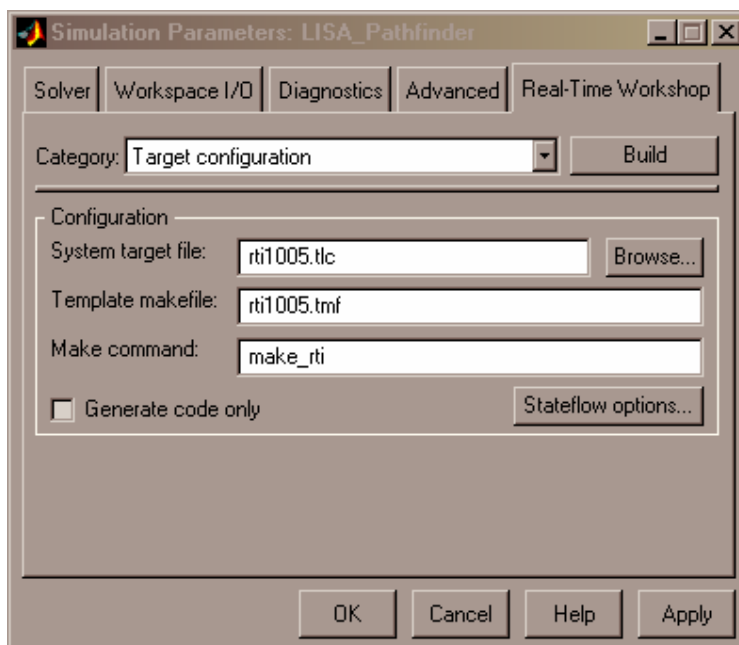 Simulation Parameters: LISA_Pathfinder
Solver Workspace I/O Diagnostics Advanced Real-Time Workshop
Category: Target configuration Build
Configuration
System target file: rti1005.tlc Browse...
Template makefile: rti1005.tmf
Make command: make_rti
Generate code only Stateflow options...
OK Cancel Help Apply